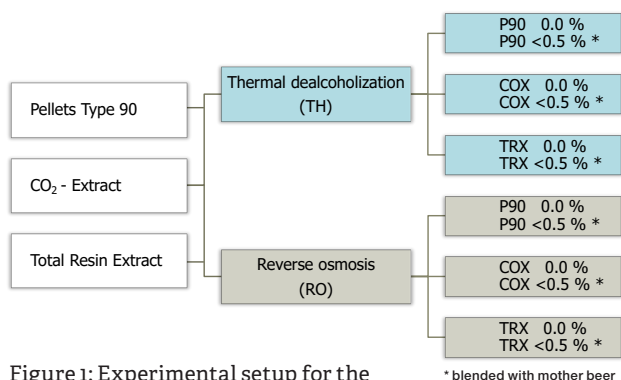 Pellets Type 90
CO₂ - Extract
Total Resin Extract
Thermal dealcoholization
(TH)
Reverse osmosis
(RO)
P90 0.0 %
P90 <0.5 % *
COX 0.0 %
COX <0.5 % *
TRX 0.0 %
TRX <0.5 % *
P90 0.0 %
P90 <0.5 % *
COX 0.0 %
COX <0.5 % *
TRX 0.0 %
TRX <0.5 % *
Figure 1: Experimental setup for the
* blended with mother beer